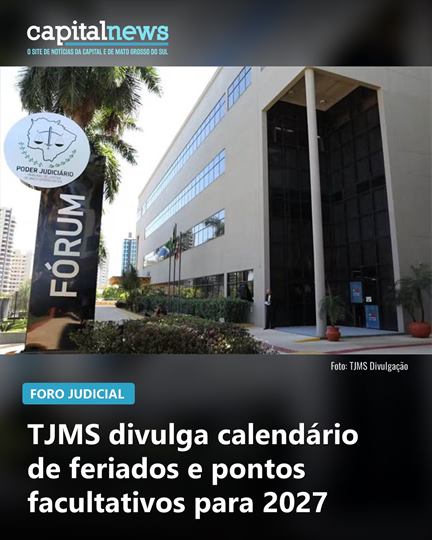 capitalnews
O SITE DE NOTÍCIAS DA CAPITAL E DE MATO GROSSO DO SUL
PODER JUDICIÁRIO
FÓRUM
Foto: TJMS Divulgação
FORO JUDICIAL
TJMS divulga calendário
de feriados e pontos
facultativos para 2027